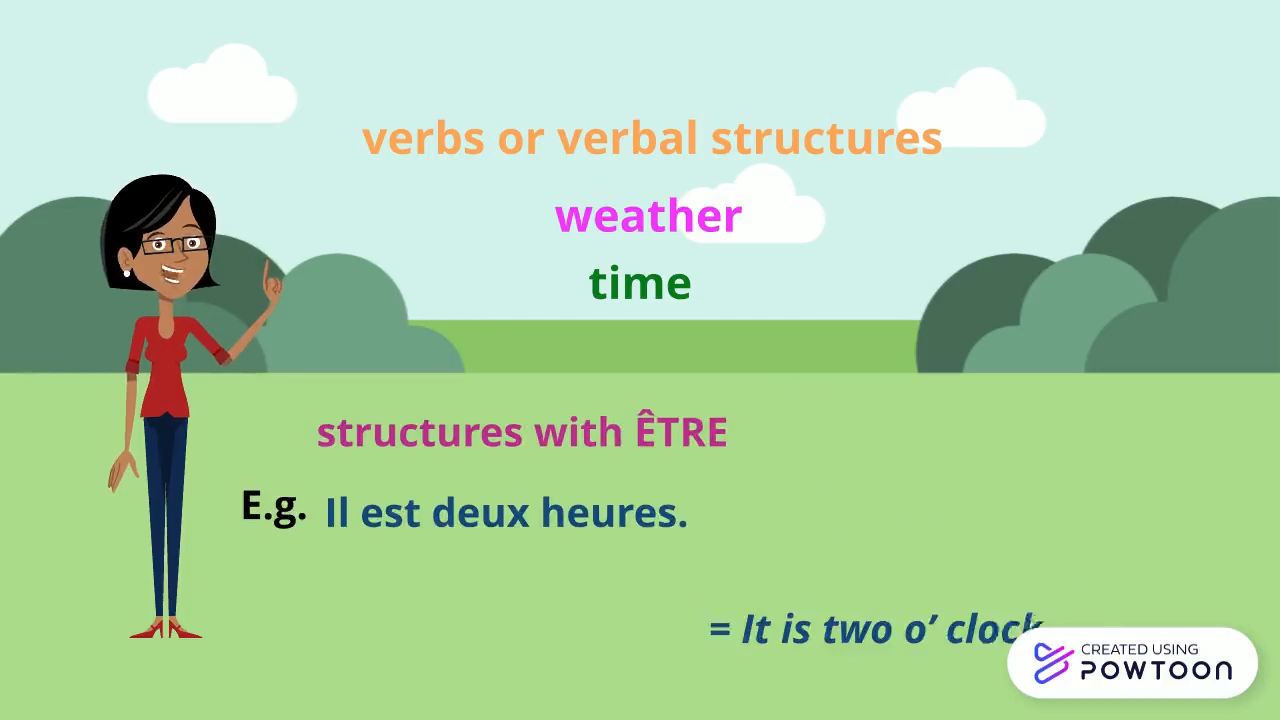 verbs or verbal structures
weather
time
structures with ÊTRE
E.g. Il est deux heures.
= It is two o’ clock
CREATED USING
POWTOON